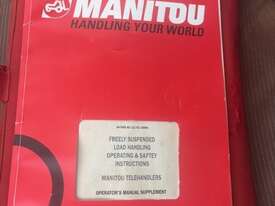 MANITOU
HANDLING YOUR WORLD
FREELY SUSPENDED
LOAD HANDLING
OPERATING & SAFTEY
INSTRUCTIONS
MANITOU TELEHANDLERS
OPERATOR'S MANUAL SUPPLEMENT